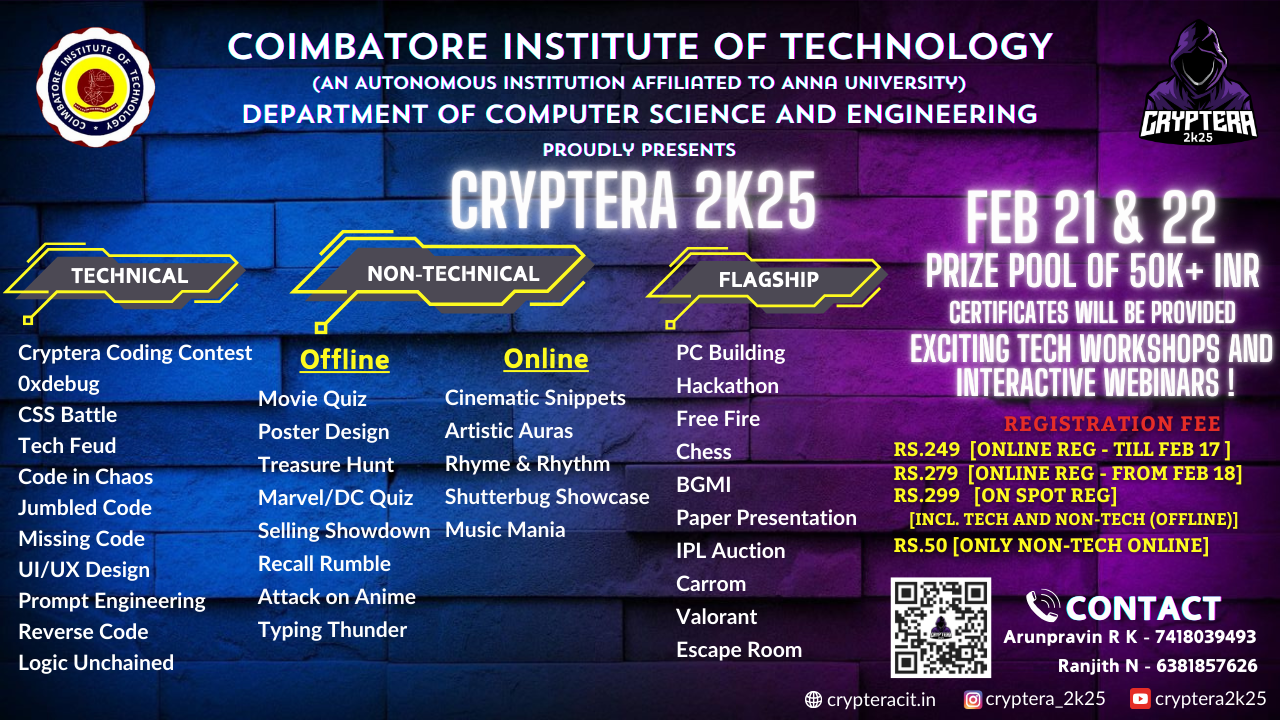 COIMBATORE INSTITUTE OF TECHNOLOGY
COIMBATORE INSTITUTE OF TECHNOLOGY
(AN AUTONOMOUS INSTITUTION AFFILIATED TO ANNA UNIVERSITY)
DEPARTMENT OF COMPUTER SCIENCE AND ENGINEERING
PROUDLY PRESENTS
CRYPTERA 2K25
CRYPTERA
2k25
TECHNICAL
Cryptera Coding Contest
0xdebug
CSS Battle
Tech Feud
Code in Chaos
Jumbled Code
Missing Code
UI/UX Design
Prompt Engineering
Reverse Code
Logic Unchained
NON-TECHNICAL
Offline
Movie Quiz
Poster Design
Treasure Hunt
Marvel/DC Quiz
Selling Showdown
Recall Rumble
Attack on Anime
Typing Thunder
Online
Cinematic Snippets
Artistic Auras
Rhyme & Rhythm
Shutterbug Showcase
Music Mania
FLAGSHIP
PC Building
Hackathon
Free Fire
Chess
BGMI
Paper Presentation
IPL Auction
Carrom
Valorant
Escape Room
FEB 21 & 22
PRIZE POOL OF 50K+ INR
CERTIFICATES WILL BE PROVIDED
EXCITING TECH WORKSHOPS AND
INTERACTIVE WEBINARS !
REGISTRATION FEE
RS.249 [ONLINE REG - TILL FEB 17 ]
RS.279 [ONLINE REG - FROM FEB 18]
RS.299 [ON SPOT REG]
[INCL. TECH AND NON-TECH (OFFLINE)]
RS.50 [ONLY NON-TECH ONLINE]
CRYPTERA
CONTACT
Arunpravin R K - 7418039493
Ranjith N - 6381857626
crypteracit.in
cryptera_2k25
cryptera2k25